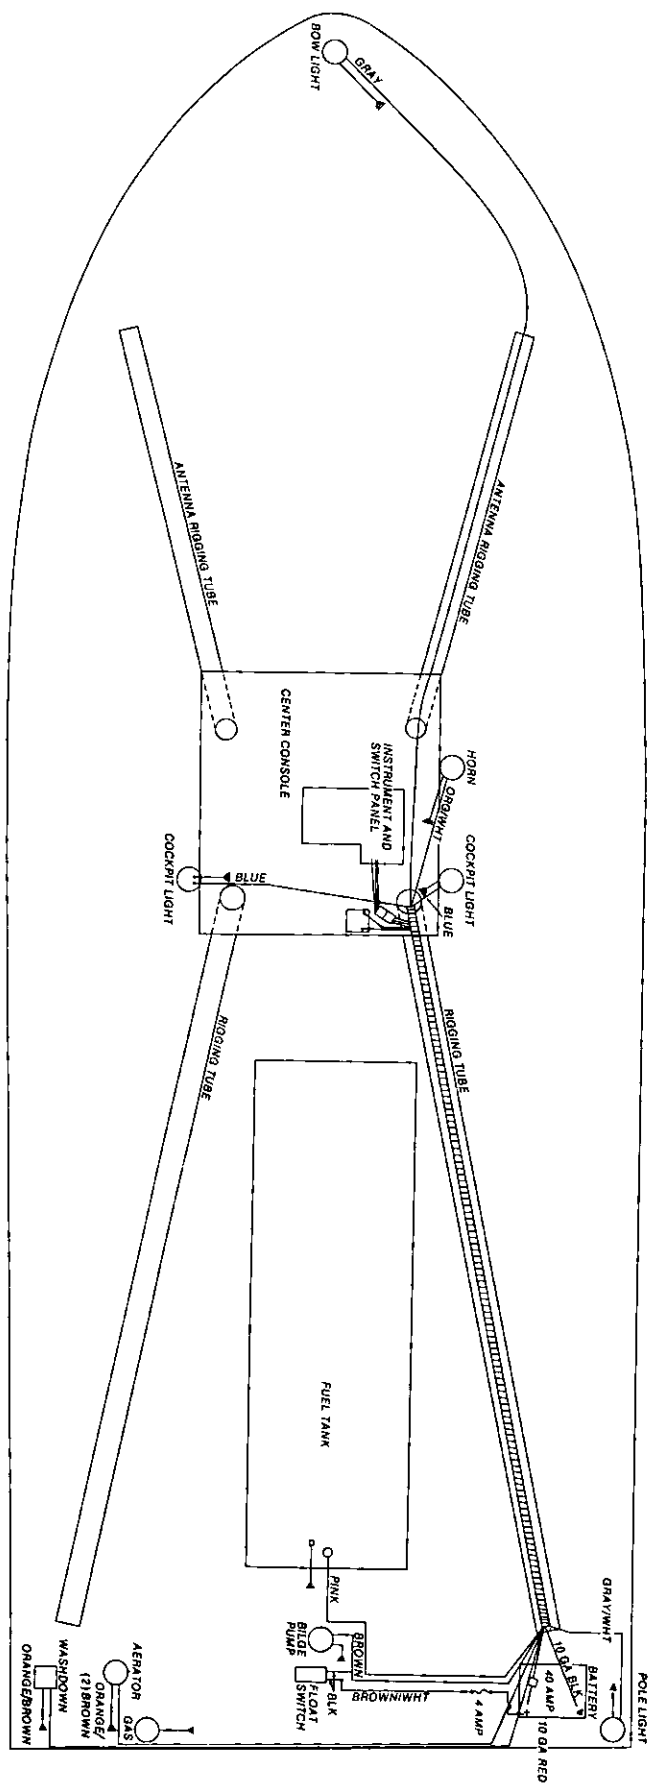 BOW LIGHT
GRAY
ANTENNA RIGGING TUBE
ANTENNA RIGGING TUBE
CENTER CONSOLE
INSTRUMENT AND
SWITCH PANEL
HORN
ORG/WHT
COCKPIT LIGHT
BLUE
COCKPIT LIGHT
BLUE
RIGGING TUBE
RIGGING TUBE
FUEL TANK
PINK
BILGE
PUMP
BROWN
FLOAT
SWITCH
BLK
BROWN/WHT
4 AMP
GRAY/WHT
POLE LIGHT
BATTERY
10 GA BLK
40 AMP
+
10 GA RED
AERATOR
ORANGE/
(2)BROWN
GAS
WASHDOWN
ORANGE/BROWN